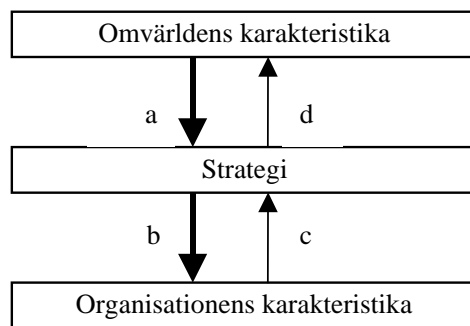 Omvärldens karakteristika
a d
Strategi
b c
Organisationens karakteristika